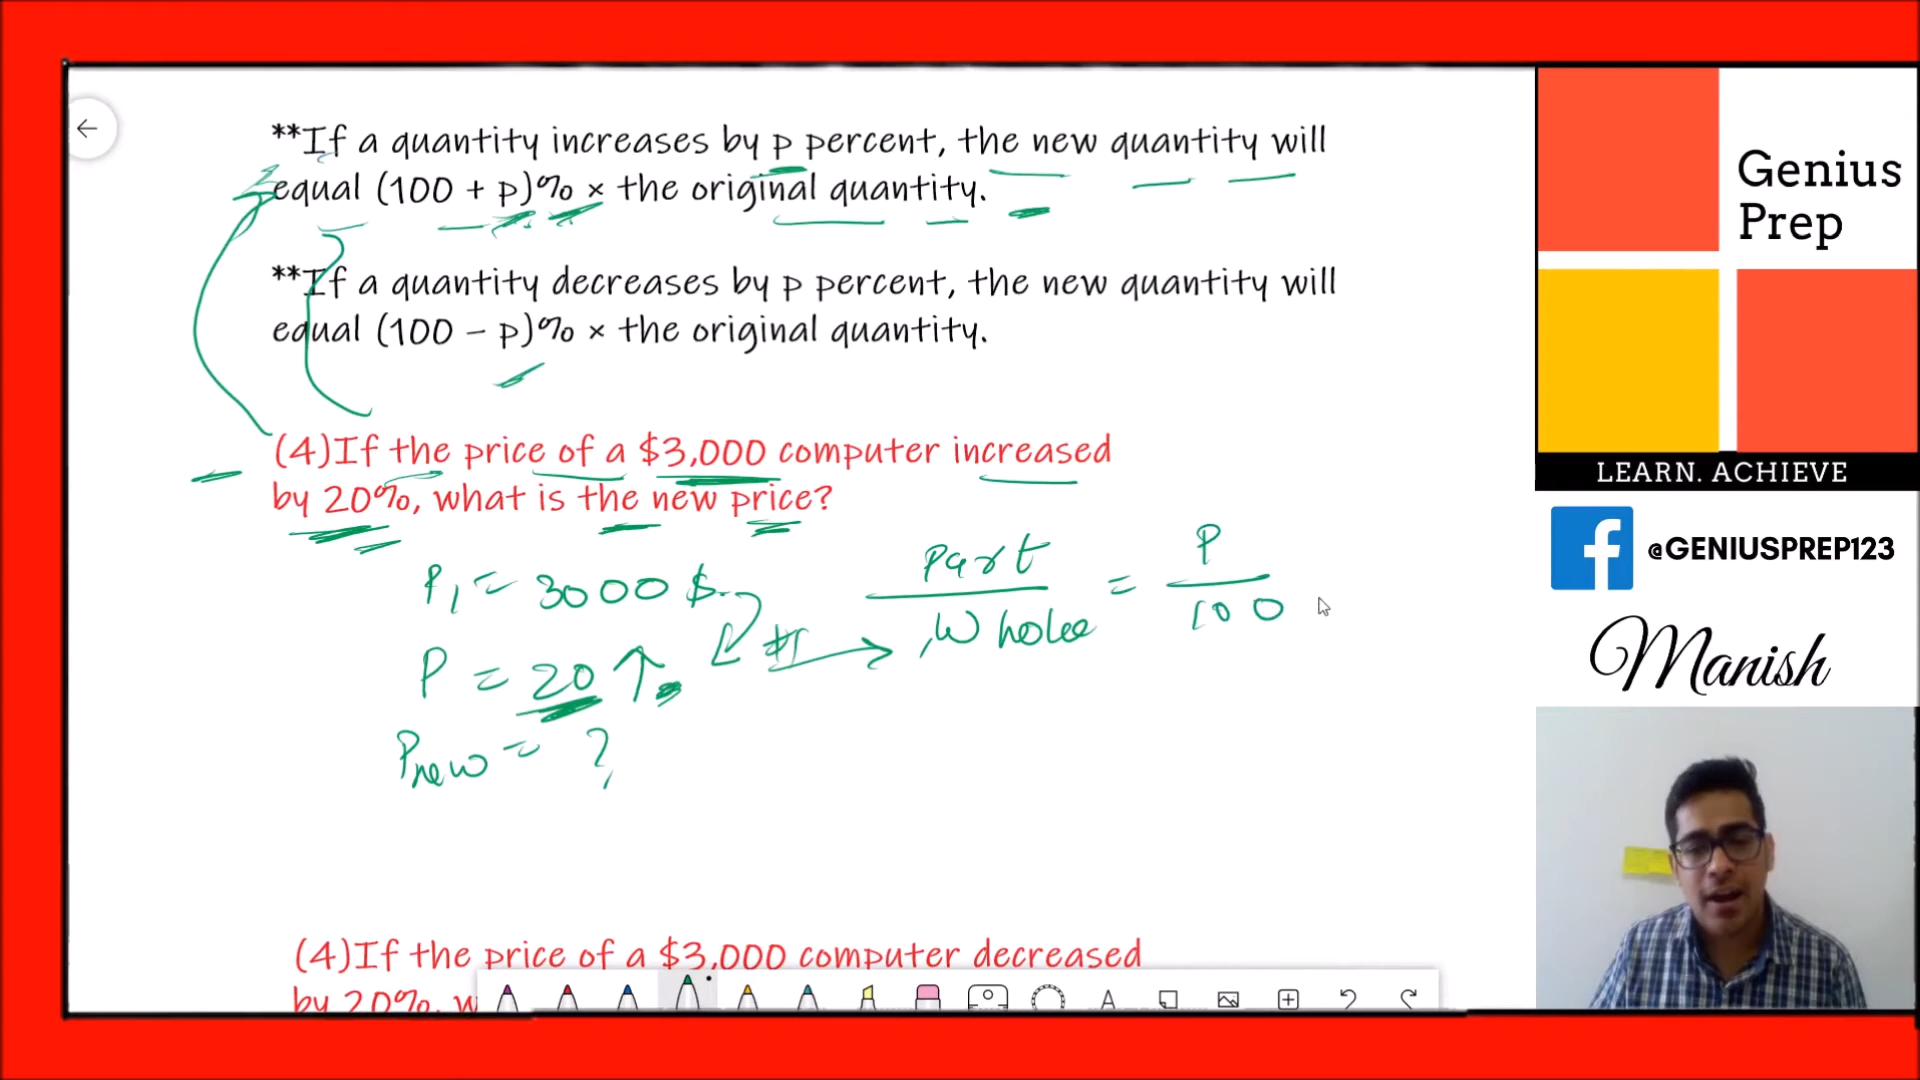 **If a quantity increases by p percent, the new quantity will
equal (100 + p)% × the original quantity.
**If a quantity decreases by p percent, the new quantity will
equal (100 - p)% × the original quantity.
(4)If the price of a $3,000 computer increased
by 20%, what is the new price?
P1 = 3000 $
P = 20 ↑
Pnew = ?
Part
Whole
=
P
100
(4)If the price of a $3,000 computer decreased
by 20%, w
Genius
Prep
LEARN. ACHIEVE
f @GENIUSPREP123
Manish